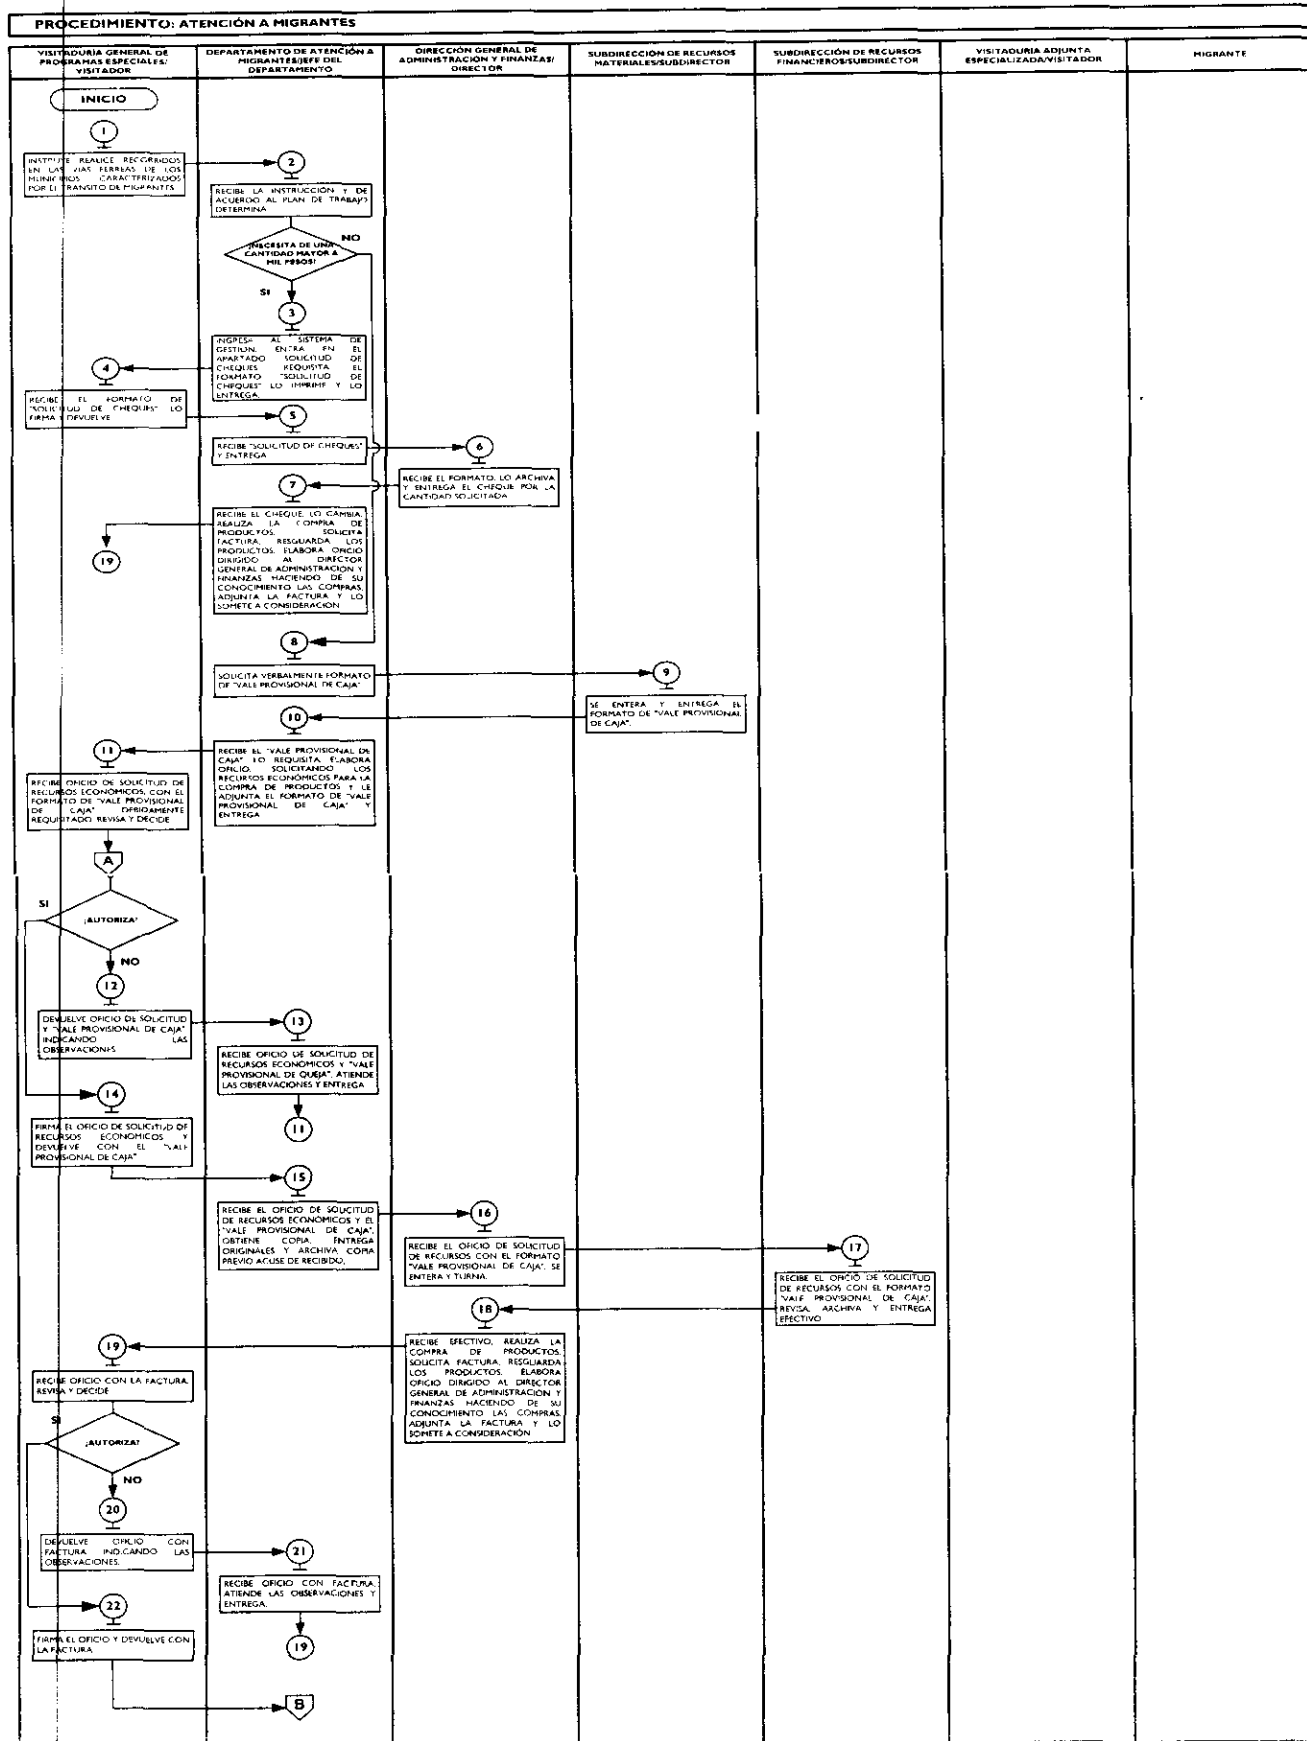 PROCEDIMIENTO: ATENCIÓN A MIGRANTES
VISITADURÍA GENERAL DE
PROGRAMAS ESPECIALES/
VISITADOR
DEPARTAMENTO DE ATENCIÓN A
MIGRANTES/JEFE DEL
DEPARTAMENTO
DIRECCIÓN GENERAL DE
ADMINISTRACIÓN Y FINANZAS/
DIRECTOR
SUBDIRECCIÓN DE RECURSOS
MATERIALES/SUBDIRECTOR
SUBDIRECCIÓN DE RECURSOS
FINANCIEROS/SUBDIRECTOR
VISITADURÍA ADJUNTA
ESPECIALIZADA/VISITADOR
MIGRANTE
INICIO
1
INSTRUYE REALICE RECORRIDOS
EN LAS VIAS FERREAS DE LOS
MUNICIPIOS CARACTERIZADOS
POR EL TRANSITO DE MIGRANTES
2
RECIBE LA INSTRUCCIÓN Y DE
ACUERDO AL PLAN DE TRABAJO
DETERMINA
¿NECESITA DE UNA
CANTIDAD MAYOR A
MIL PESOS?
NO
SI
3
INGRESA AL SISTEMA DE
GESTION, ENTRA EN EL
APARTADO SOLICITUD DE
CHEQUES REQUISITA EL
FORMATO "SOLICITUD DE
CHEQUES" LO IMPRIME Y LO
ENTREGA.
4
RECIBE EL FORMATO DE
"SOLICITUD DE CHEQUES" LO
FIRMA Y DEVUELVE
5
RECIBE "SOLICITUD DE CHEQUES"
Y ENTREGA
6
RECIBE EL FORMATO, LO ARCHIVA
Y ENTREGA EL CHEQUE POR LA
CANTIDAD SOLICITADA
7
RECIBE EL CHEQUE, LO CAMBIA,
REALIZA LA COMPRA DE
PRODUCTOS, SOLICITA
FACTURA, RESGUARDA LOS
PRODUCTOS, ELABORA OFICIO
DIRIGIDO AL DIRECTOR
GENERAL DE ADMINISTRACION Y
FINANZAS HACIENDO DE SU
CONOCIMIENTO LAS COMPRAS,
ADJUNTA LA FACTURA Y LO
SOMETE A CONSIDERACION
19
8
SOLICITA VERBALMENTE FORMATO
DE "VALE PROVISIONAL DE CAJA"
9
SE ENTERA Y ENTREGA EL
FORMATO DE "VALE PROVISIONAL
DE CAJA".
10
RECIBE EL "VALE PROVISIONAL DE
CAJA" LO REQUISITA ELABORA
OFICIO, SOLICITANDO LOS
RECURSOS ECONÓMICOS PARA LA
COMPRA DE PRODUCTOS Y LE
ADJUNTA EL FORMATO DE "VALE
PROVISIONAL DE CAJA" Y
ENTREGA
11
RECIBE OFICIO DE SOLICITUD DE
RECURSOS ECONOMICOS, CON EL
FORMATO DE "VALE PROVISIONAL
DE CAJA" DEBIDAMENTE
REQUISITADO, REVISA Y DECIDE
A
¿AUTORIZA?
SI
NO
12
DEVUELVE OFICIO DE SOLICITUD
Y "VALE PROVISIONAL DE CAJA"
INDICANDO LAS
OBSERVACIONES
13
RECIBE OFICIO DE SOLICITUD DE
RECURSOS ECONÓMICOS Y "VALE
PROVISIONAL DE QUEJA", ATIENDE
LAS OBSERVACIONES Y ENTREGA
11
14
FIRMA EL OFICIO DE SOLICITUD DE
RECURSOS ECONOMICOS Y
DEVUELVE CON EL "VALE
PROVISIONAL DE CAJA"
15
RECIBE EL OFICIO DE SOLICITUD
DE RECURSOS ECONÓMICOS Y EL
"VALE PROVISIONAL DE CAJA",
OBTIENE COPIA, ENTREGA
ORIGINALES Y ARCHIVA COPIA
PREVIO ACUSE DE RECIBIDO.
16
RECIBE EL OFICIO DE SOLICITUD
DE RECURSOS CON EL FORMATO
"VALE PROVISIONAL DE CAJA", SE
ENTERA Y TURNA.
17
RECIBE EL OFICIO DE SOLICITUD
DE RECURSOS CON EL FORMATO
"VALE PROVISIONAL DE CAJA",
REVISA, ARCHIVA Y ENTREGA
EFECTIVO
18
RECIBE EFECTIVO, REALIZA LA
COMPRA DE PRODUCTOS,
SOLICITA FACTURA, RESGUARDA
LOS PRODUCTOS, ELABORA
OFICIO DIRIGIDO AL DIRECTOR
GENERAL DE ADMINISTRACION Y
FINANZAS HACIENDO DE SU
CONOCIMIENTO LAS COMPRAS,
ADJUNTA LA FACTURA Y LO
SOMETE A CONSIDERACIÓN
19
RECIBE OFICIO CON LA FACTURA,
REVISA Y DECIDE
SI
¿AUTORIZA?
NO
20
DEVUELVE OFICIO CON
FACTURA INDICANDO LAS
OBSERVACIONES.
21
RECIBE OFICIO CON FACTURA,
ATIENDE LAS OBSERVACIONES Y
ENTREGA.
19
22
FIRMA EL OFICIO Y DEVUELVE CON
LA FACTURA
B